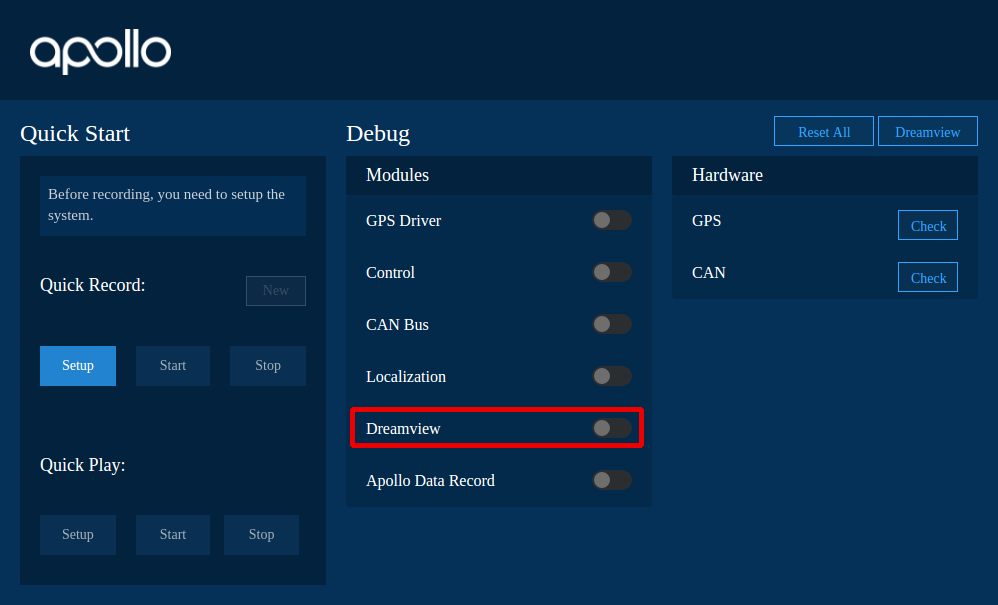 apollo
Quick Start
Before recording, you need to setup the
system.
Quick Record:
New
Setup
Start
Stop
Quick Play:
Setup
Start
Stop
Debug
Reset All
Dreamview
Modules
GPS Driver
Control
CAN Bus
Localization
Dreamview
Apollo Data Record
Hardware
GPS
Check
CAN
Check